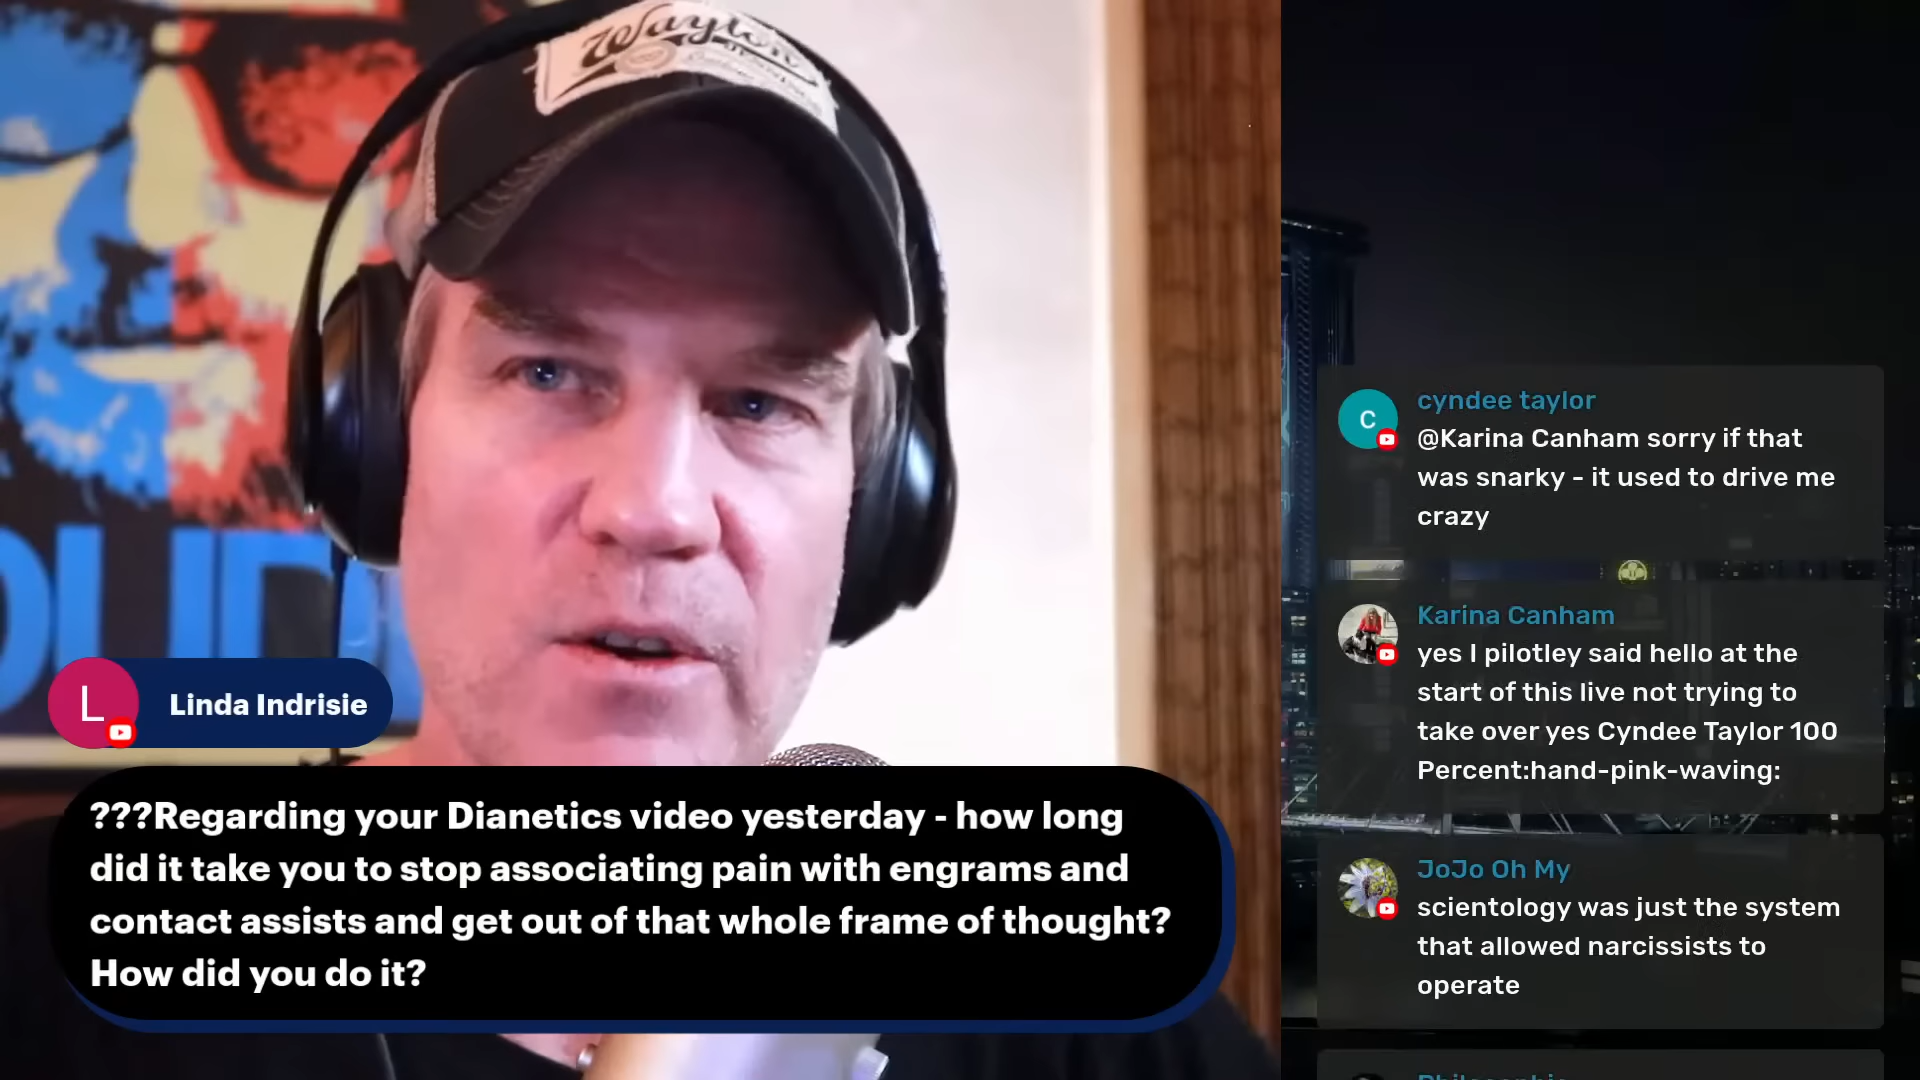 Waylon
OUD
L
Linda Indrisie
???Regarding your Dianetics video yesterday - how long
did it take you to stop associating pain with engrams and
contact assists and get out of that whole frame of thought?
How did you do it?
C
cyndee taylor
@Karina Canham sorry if that
was snarky - it used to drive me
crazy
Karina Canham
yes I pilotley said hello at the
start of this live not trying to
take over yes Cyndee Taylor 100
Percent:hand-pink-waving:
JoJo Oh My
scientology was just the system
that allowed narcissists to
operate